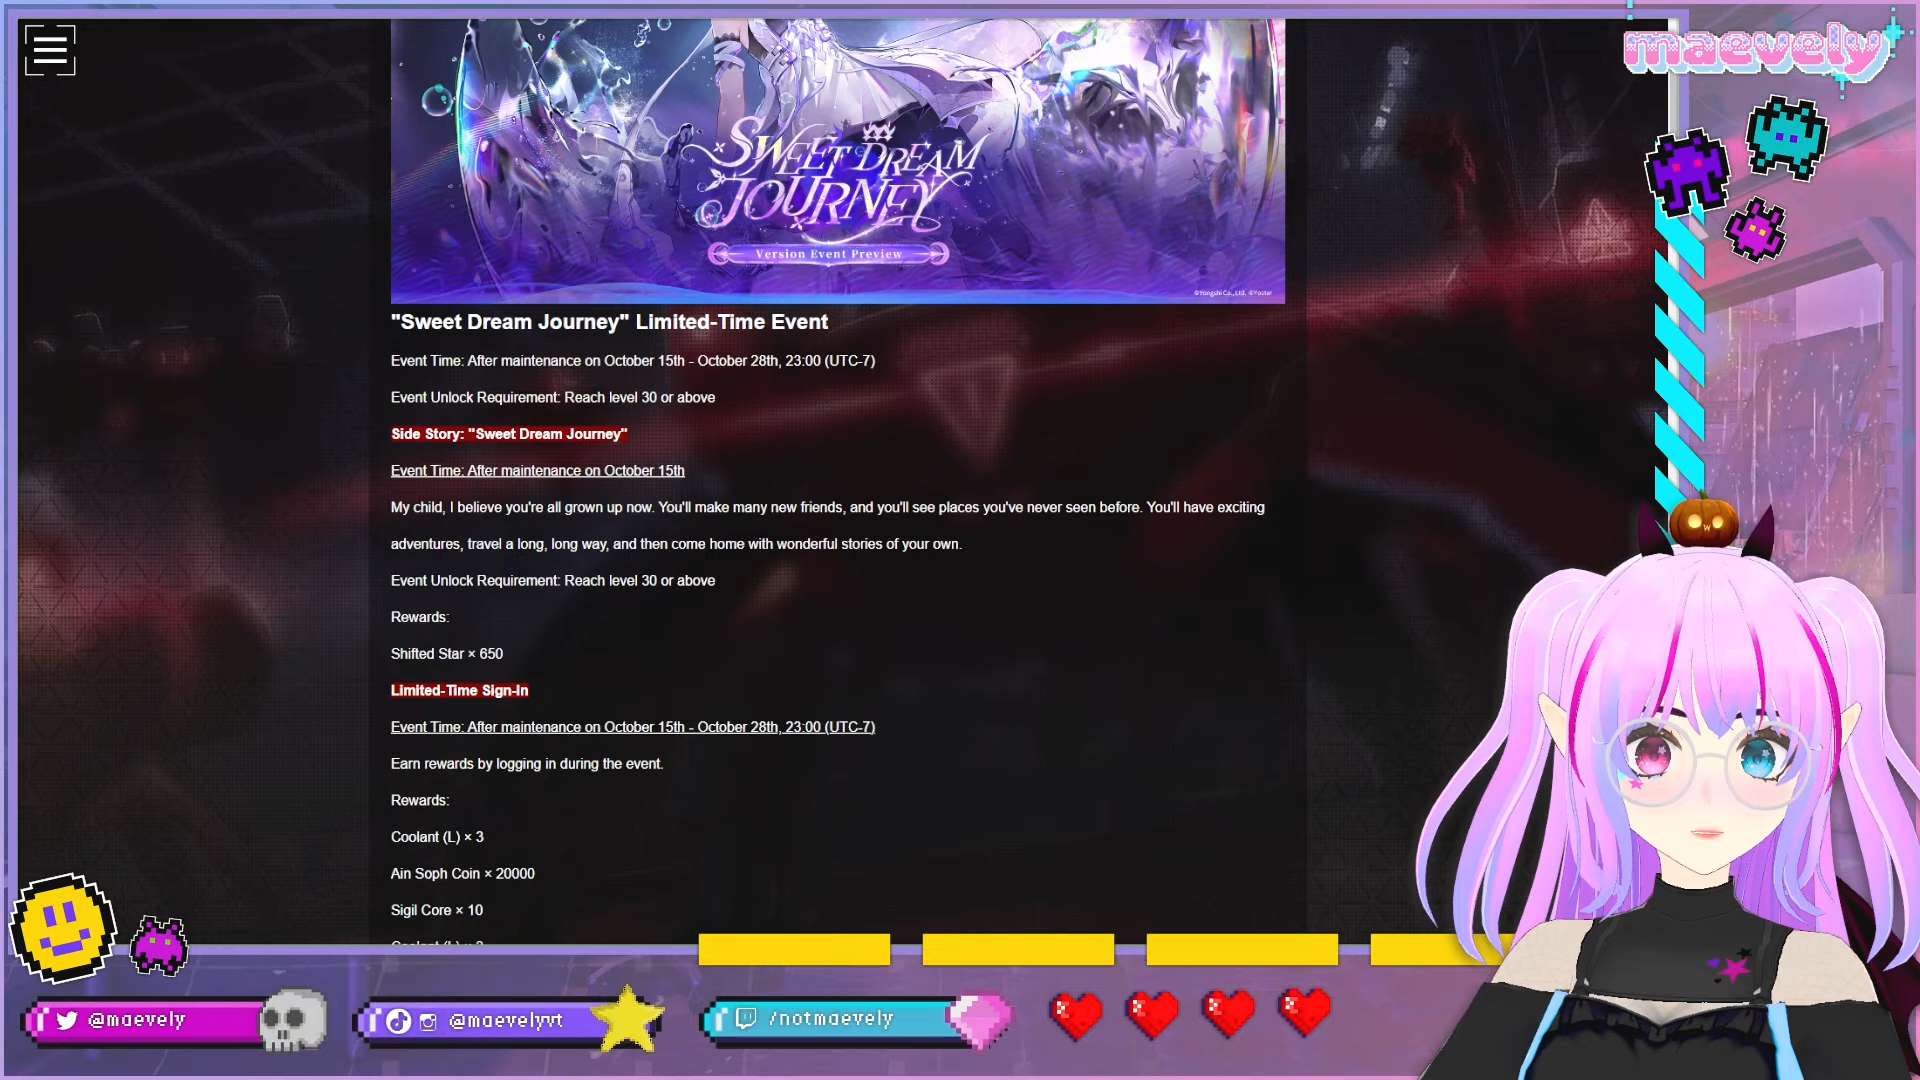 maevely
SWEET DREAM
JOURNEY
Version Event Preview
©Yongshi Co.,Ltd. ©Yostar
"Sweet Dream Journey" Limited-Time Event
Event Time: After maintenance on October 15th - October 28th, 23:00 (UTC-7)
Event Unlock Requirement: Reach level 30 or above
Side Story: "Sweet Dream Journey"
Event Time: After maintenance on October 15th
My child, I believe you're all grown up now. You'll make many new friends, and you'll see places you've never seen before. You'll have exciting
adventures, travel a long, long way, and then come home with wonderful stories of your own.
Event Unlock Requirement: Reach level 30 or above
Rewards:
Shifted Star × 650
Limited-Time Sign-In
Event Time: After maintenance on October 15th - October 28th, 23:00 (UTC-7)
Earn rewards by logging in during the event.
Rewards:
Coolant (L) × 3
Ain Soph Coin × 20000
Sigil Core × 10
@maevely
@maevelyvt
/notmaevely